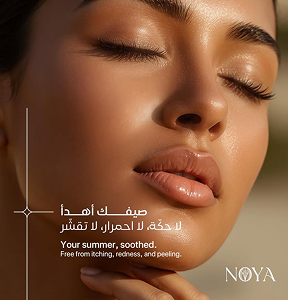 صيفك أهدأ
لا حكّة، لا احمرار، لا تقشّر
Your summer, soothed.
Free from itching, redness, and peeling.
NOYA